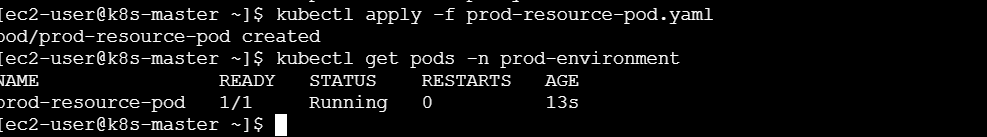 [ec2-user@k8s-master ~]$ kubectl apply -f prod-resource-pod.yaml
pod/prod-resource-pod created
[ec2-user@k8s-master ~]$ kubectl get pods -n prod-environment
NAME READY STATUS RESTARTS AGE
prod-resource-pod 1/1 Running 0 13s
[ec2-user@k8s-master ~]$